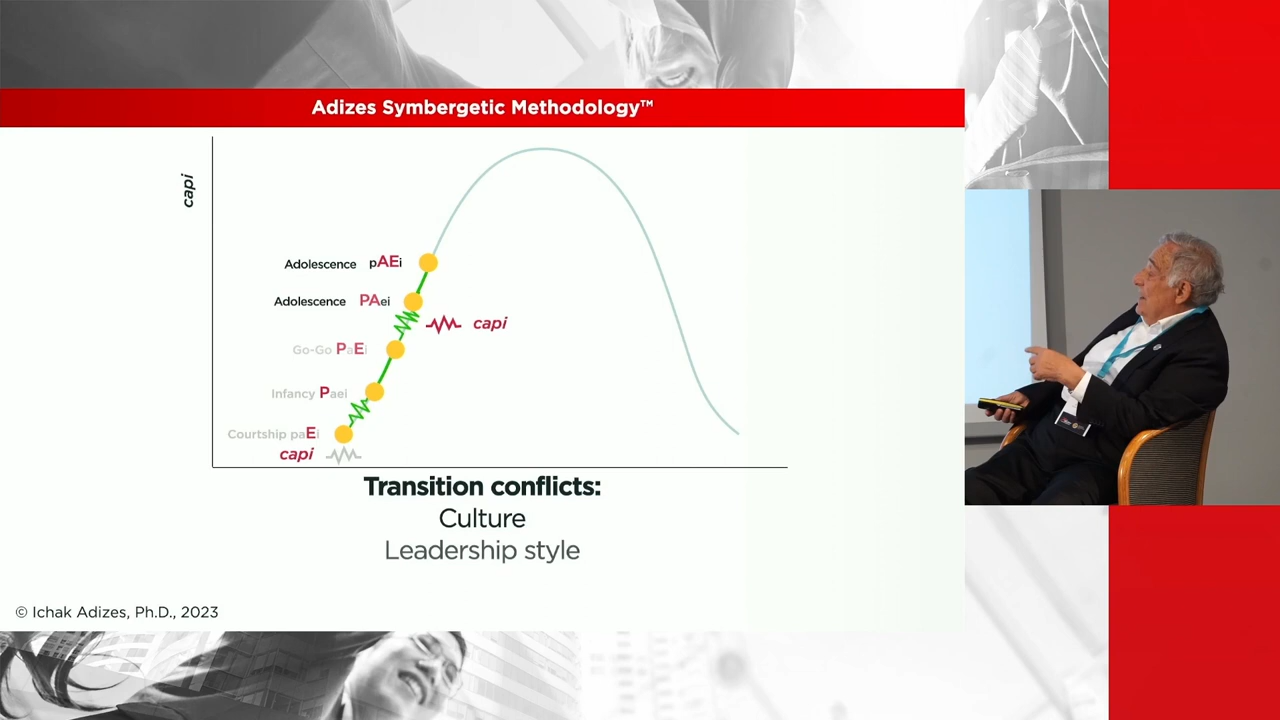 Adizes Symbergetic Methodology™
capi
Adolescence pAEi
Adolescence PAei
capi
Go-Go PaEi
Infancy Paei
Courtship paEi
capi
Transition conflicts:
Culture
Leadership style
© Ichak Adizes, Ph.D., 2023